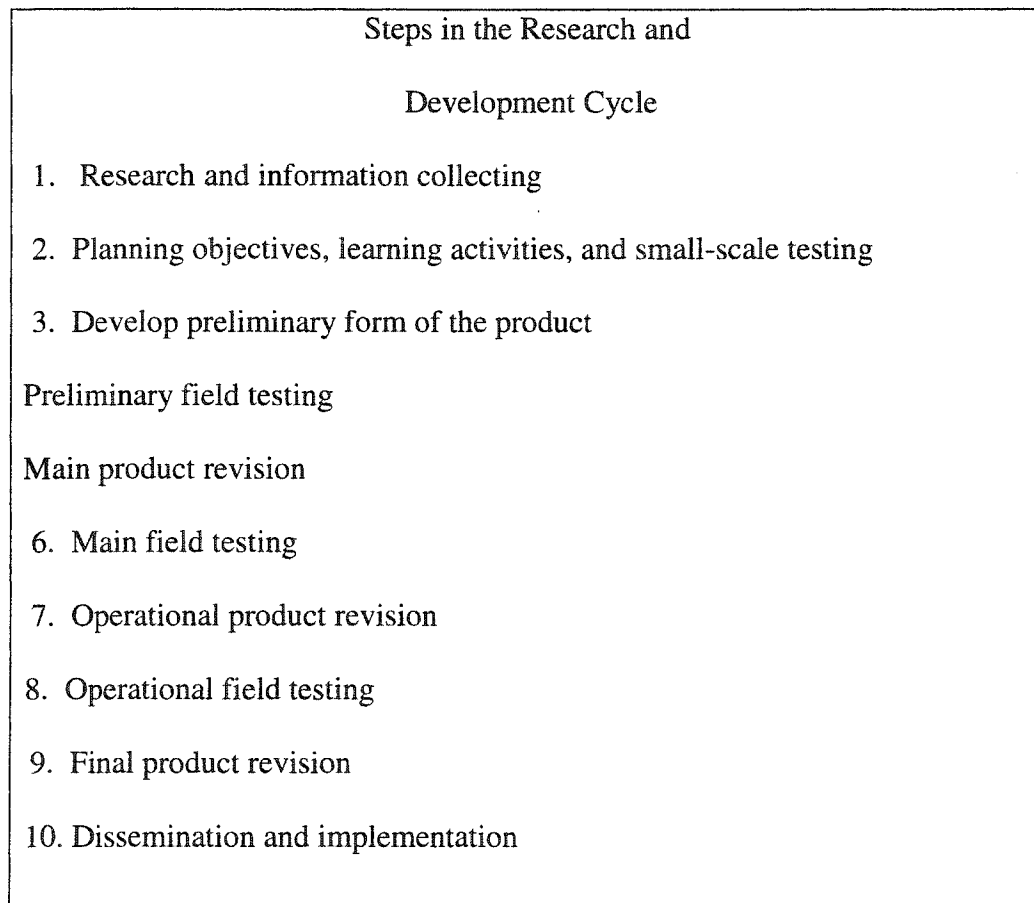 Steps in the Research and
Development Cycle
1. Research and information collecting
2. Planning objectives, learning activities, and small-scale testing
3. Develop preliminary form of the product
Preliminary field testing
Main product revision
6. Main field testing
7. Operational product revision
8. Operational field testing
9. Final product revision
10. Dissemination and implementation